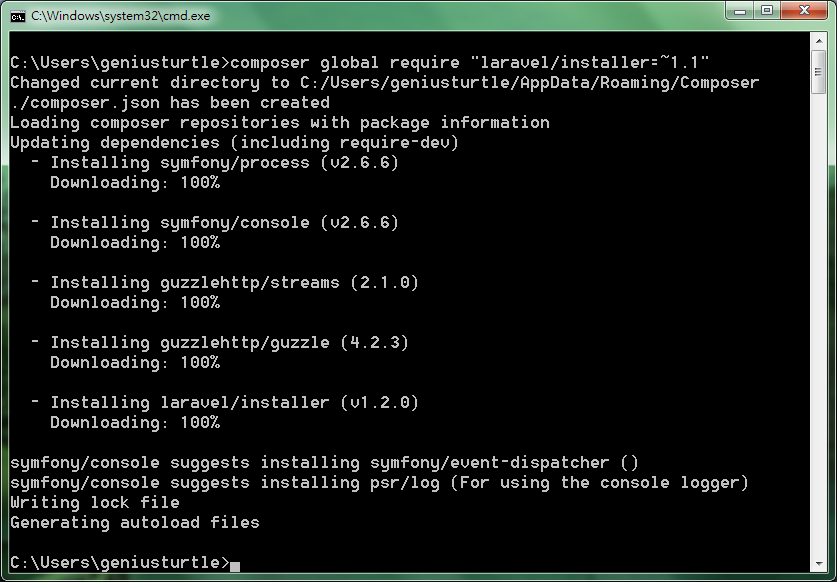 C:\Windows\system32\cmd.exe
C:\Users\geniusturtle>composer global require "laravel/installer=~1.1"
Changed current directory to C:/Users/geniusturtle/AppData/Roaming/Composer
./composer.json has been created
Loading composer repositories with package information
Updating dependencies (including require-dev)
  - Installing symfony/process (v2.6.6)
    Downloading: 100%
  - Installing symfony/console (v2.6.6)
    Downloading: 100%
  - Installing guzzlehttp/streams (2.1.0)
    Downloading: 100%
  - Installing guzzlehttp/guzzle (4.2.3)
    Downloading: 100%
  - Installing laravel/installer (v1.2.0)
    Downloading: 100%
symfony/console suggests installing symfony/event-dispatcher ()
symfony/console suggests installing psr/log (For using the console logger)
Writing lock file
Generating autoload files
C:\Users\geniusturtle>